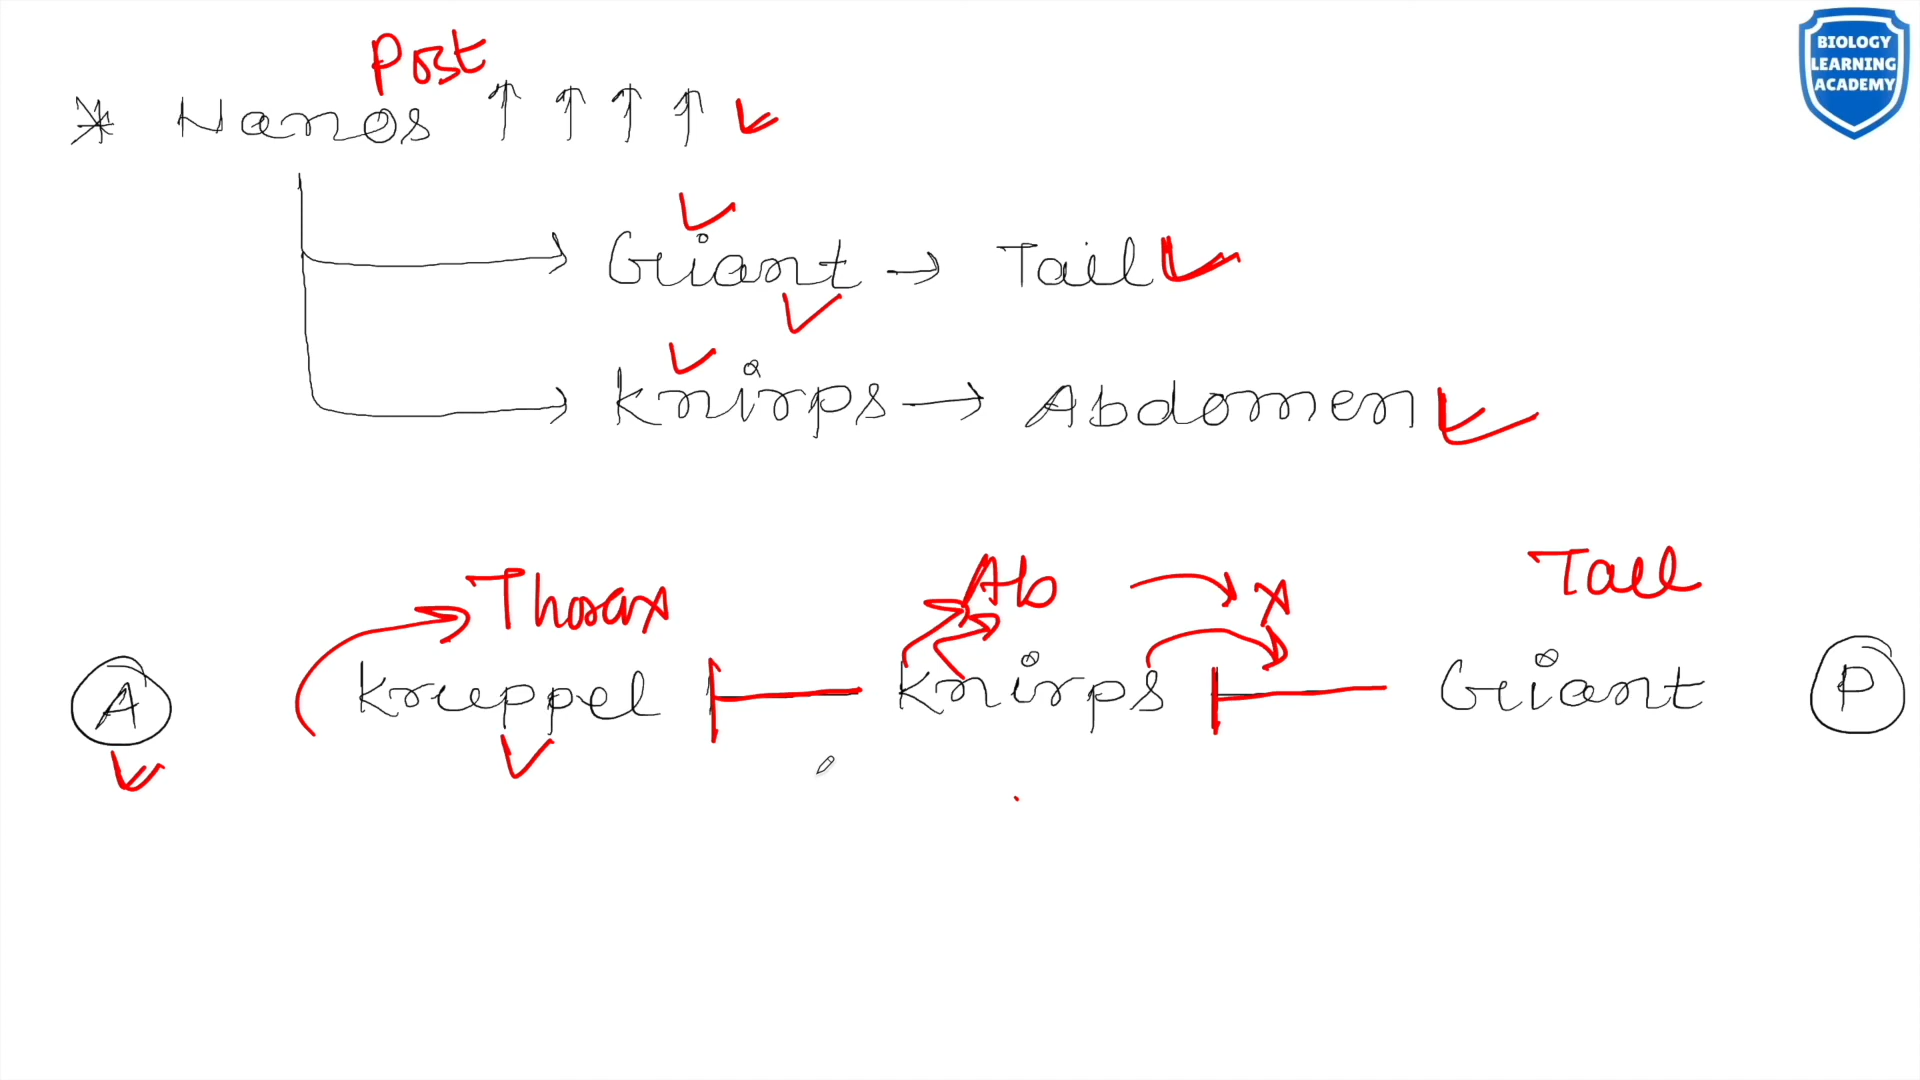 BIOLOGY
LEARNING
ACADEMY
Post
* Nanos ↑ ↑ ↑ ↑
Giant → Tail
Knirps → Abdomen
Thorax Ab → x Tail
A Krueppel Knirps Giant P